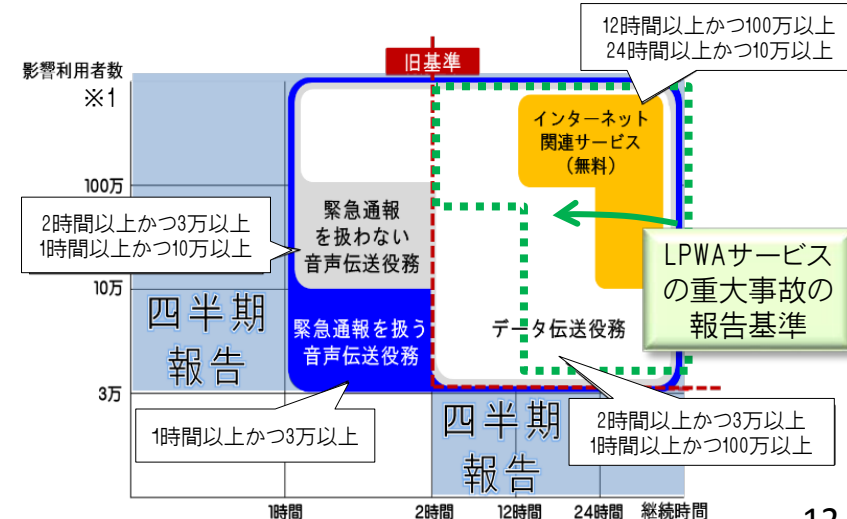 12時間以上かつ100万以上
24時間以上かつ10万以上
旧基準
影響利用者数
※1
インターネット
関連サービス
（無料）
100万
緊急通報
を扱わない
音声伝送役務
2時間以上かつ3万以上
1時間以上かつ10万以上
LPWAサービス
の重大事故の
報告基準
10万
四半期
報告
緊急通報を扱う
音声伝送役務
データ伝送役務
3万
1時間以上かつ3万以上
四半期
報告
2時間以上かつ3万以上
1時間以上かつ100万以上
1時間
2時間
12時間
24時間
継続時間